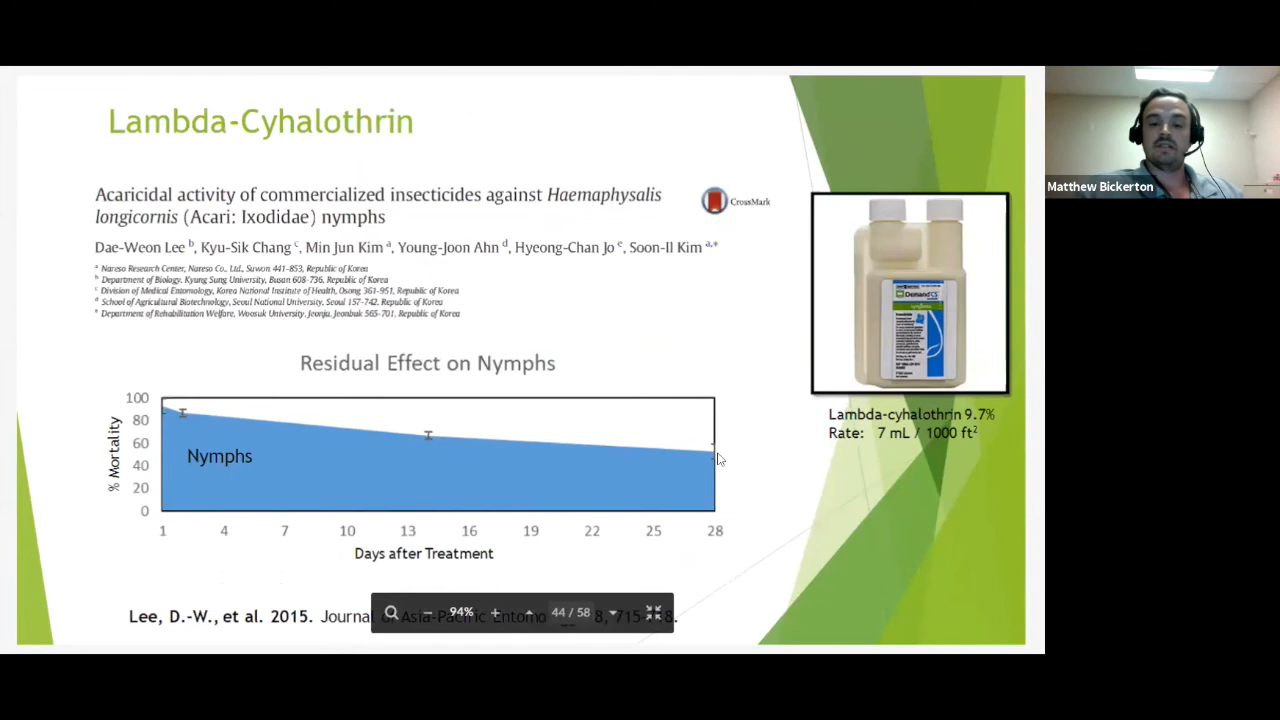 Lambda-Cyhalothrin
Acaricidal activity of commercialized insecticides against Haemaphysalis
longicornis (Acari: Ixodidae) nymphs
CrossMark
Dae-Weon Lee b, Kyu-Sik Chang c, Min Jun Kim a, Young-Joon Ahn d, Hyeong-Chan Jo e, Soon-Il Kim a,*
a Nareso Research Center, Nareso Co., Ltd., Suwon 441-853, Republic of Korea
b Department of Biology, Kyung Sung University, Busan 608-736, Republic of Korea
c Division of Medical Entomology, Korea National Institute of Health, Osong 361-951, Republic of Korea
d School of Agricultural Biotechnology, Seoul National University, Seoul 157-742, Republic of Korea
e Department of Rehabilitation Welfare, Woosuk University, Jeonju, Jeonbuk 565-701, Republic of Korea
Residual Effect on Nymphs
% Mortality
100
80
60
40
20
0
Nymphs
1 4 7 10 13 16 19 22 25 28
Days after Treatment
Demand CS
Lambda-cyhalothrin 9.7%
Rate: 7 mL / 1000 ft2
Lee, D.-W., et al. 2015. Journal of Asia-Pacific Entomo
94%
44 / 58
Matthew Bickerton